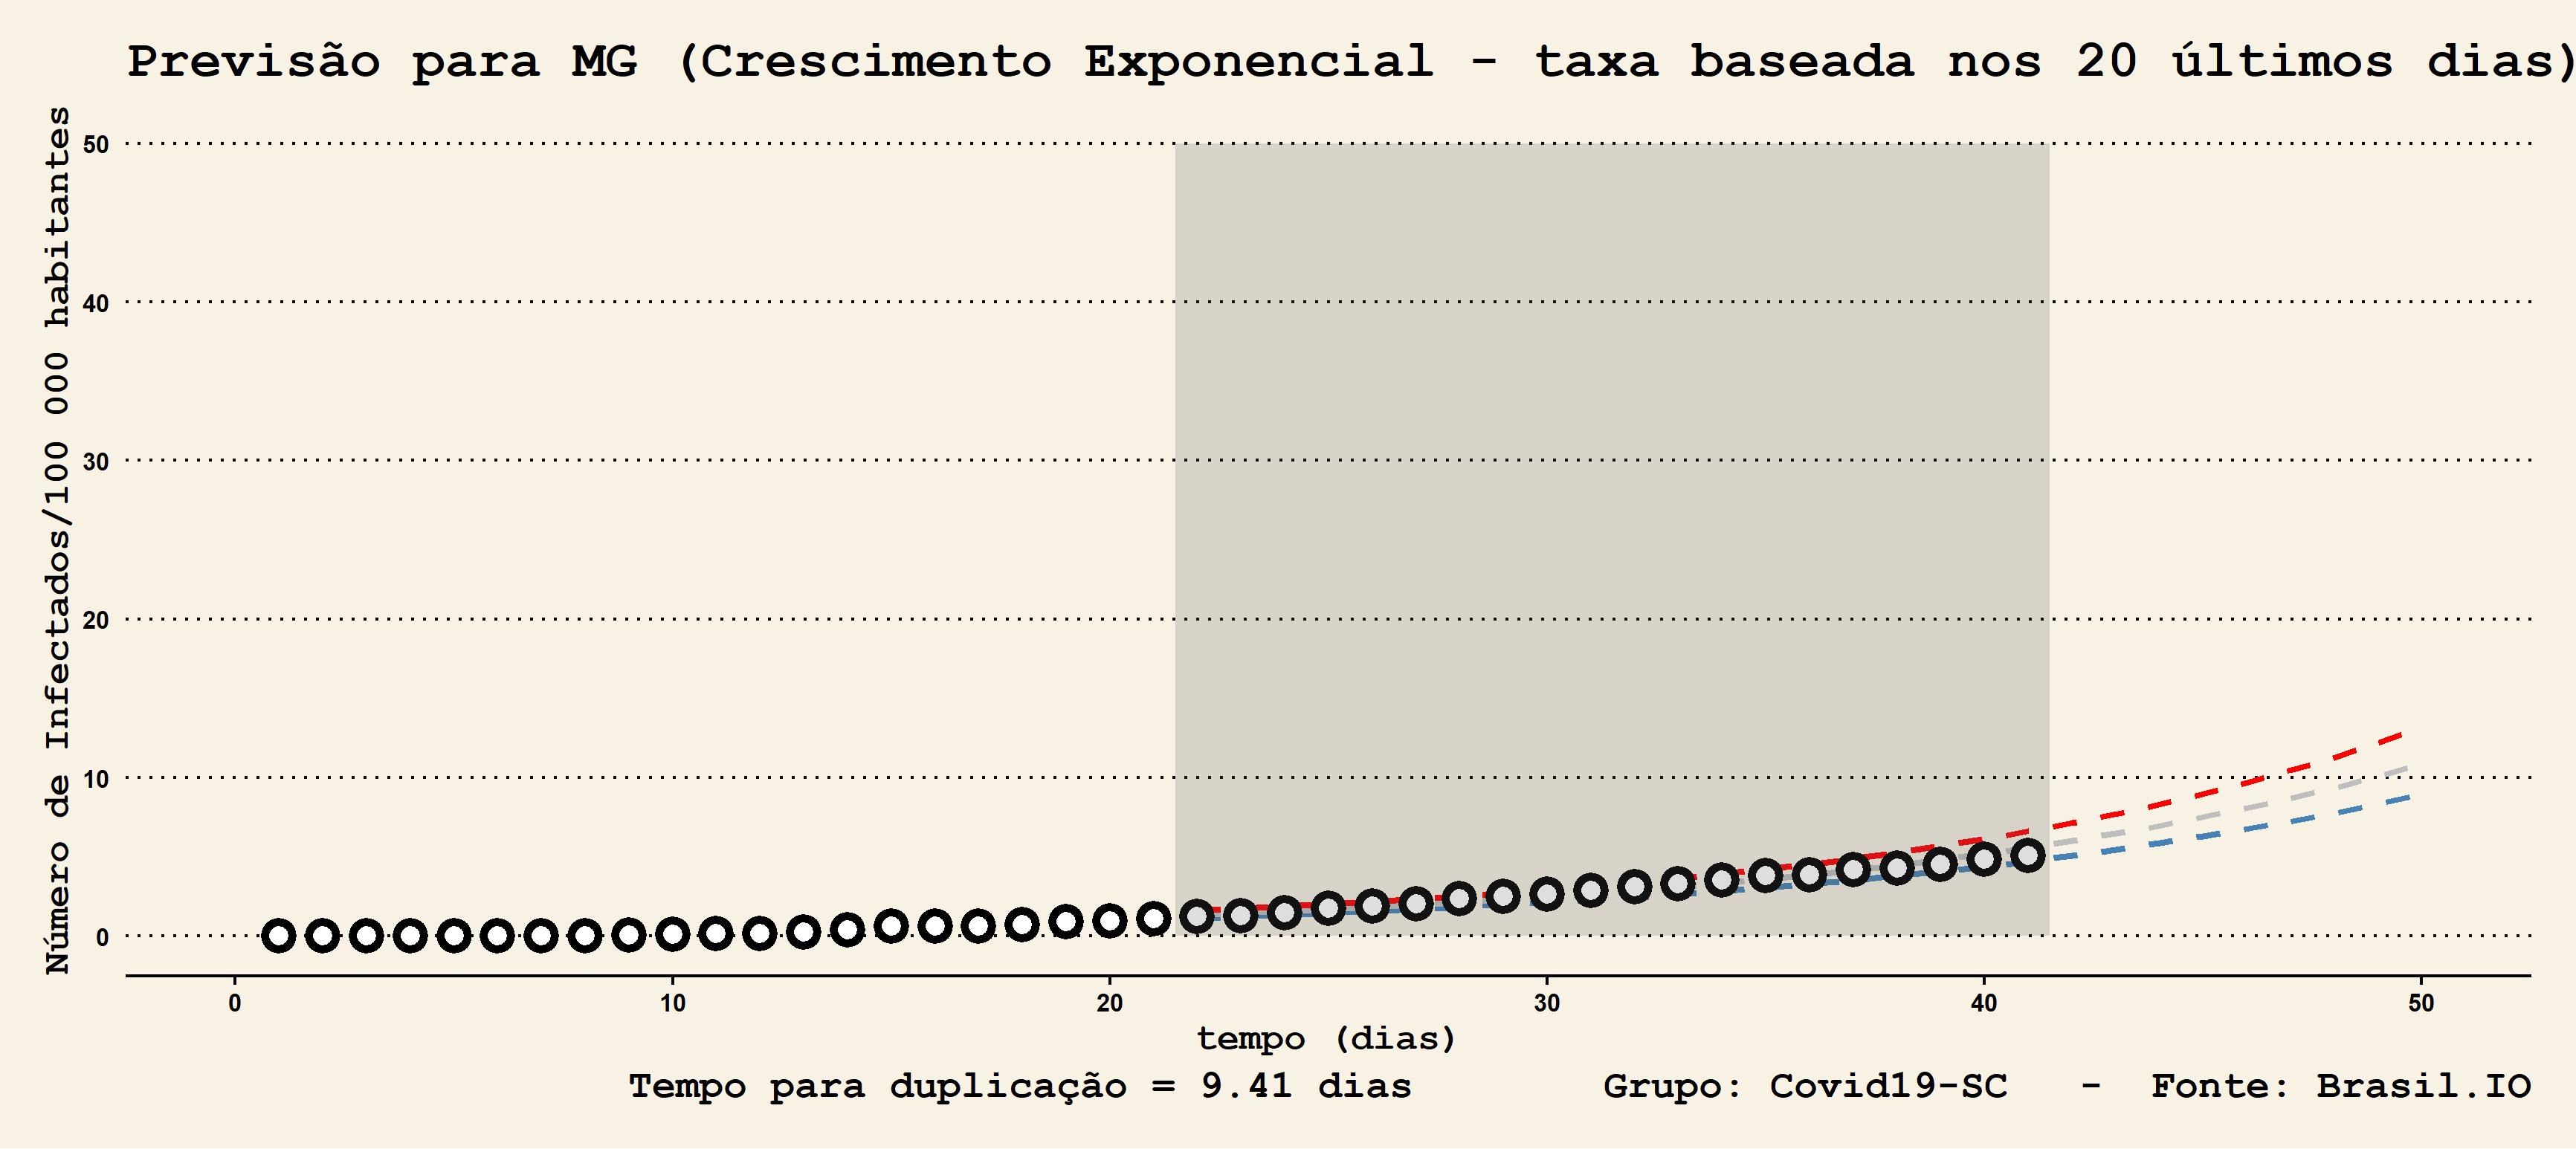 Previsão para MG (Crescimento Exponencial - taxa baseada nos 20 últimos dias)
Número de Infectados/100 000 habitantes
50
40
30
20
10
0
0 10 20 30 40 50
tempo (dias)
Tempo para duplicação = 9.41 dias Grupo: Covid19-SC - Fonte: Brasil.IO